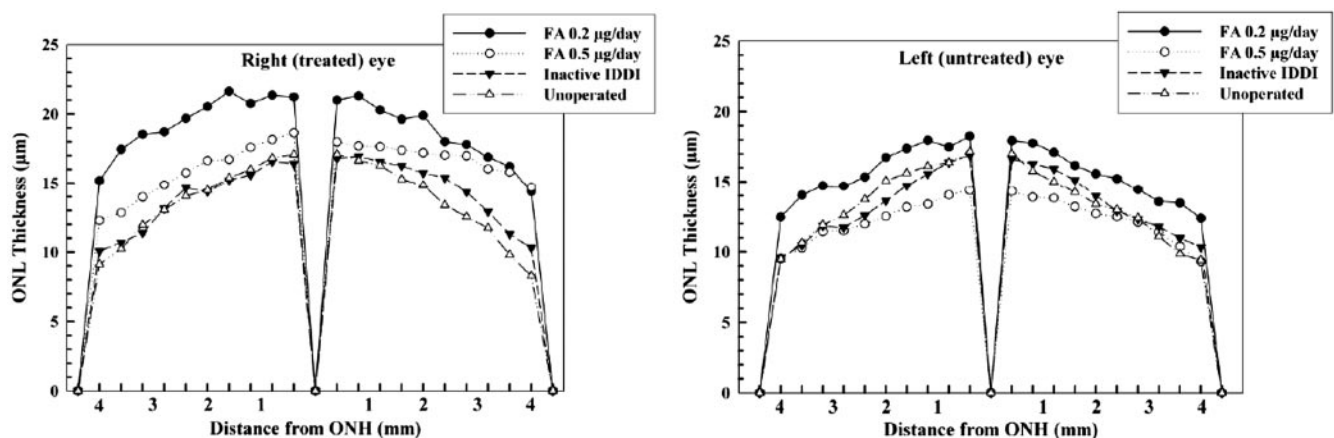 FA 0.2 µg/day
FA 0.5 µg/day
Inactive IDDI
Unoperated
Right (treated) eye
25
20
15
10
5
0
ONL Thickness (µm)
4 3 2 1 1 2 3 4
Distance from ONH (mm)
FA 0.2 µg/day
FA 0.5 µg/day
Inactive IDDI
Unoperated
Left (untreated) eye
25
20
15
10
5
0
ONL Thickness (µm)
4 3 2 1 1 2 3 4
Distance from ONH (mm)